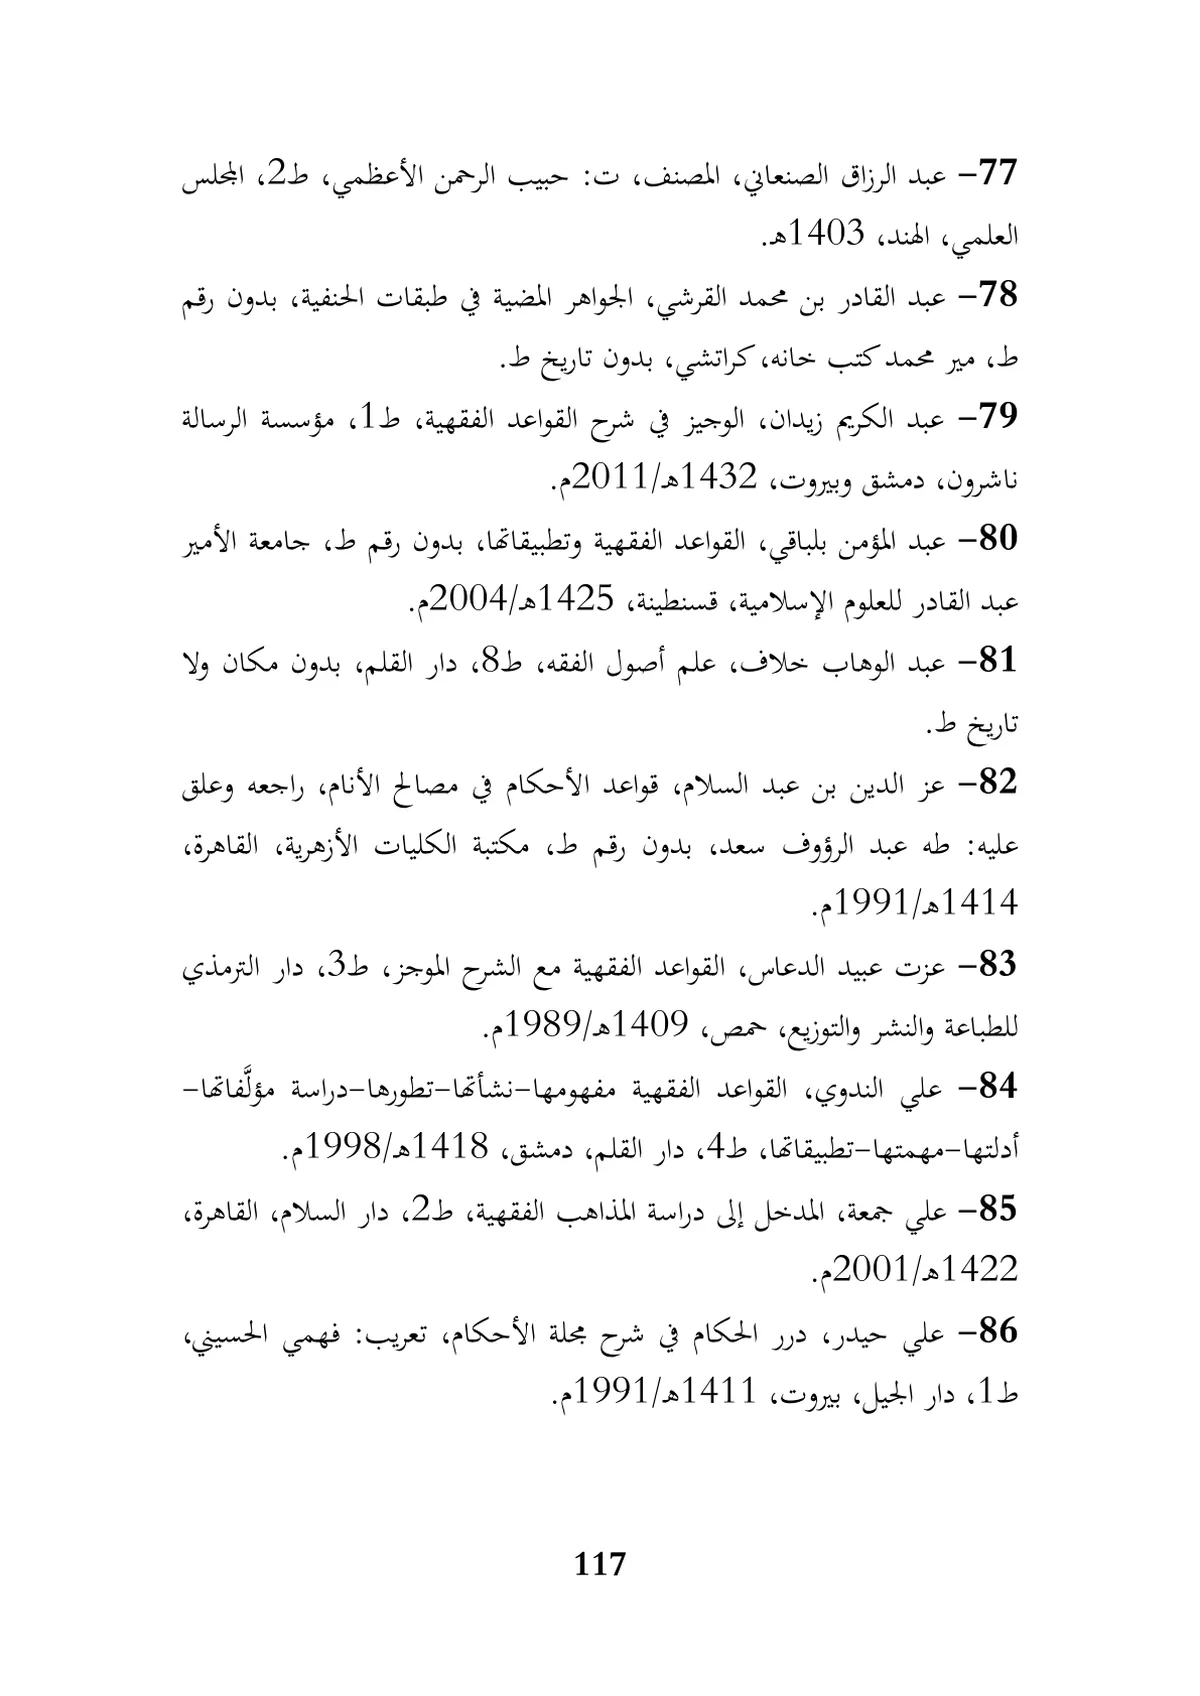 77- عبد الرزاق الصنعاني، المصنف، ت: حبيب الرحمن الأعظمي، ط2، المجلس
العلمي، الهند، 1403هـ.
78- عبد القادر بن محمد القرشي، الجواهر المضية في طبقات الحنفية، بدون رقم
ط، مير محمد كتب خانه، كراتشي، بدون تاريخ ط.
79- عبد الكريم زيدان، الوجيز في شرح القواعد الفقهية، ط1، مؤسسة الرسالة
ناشرون، دمشق وبيروت، 1432هـ/2011م.
80- عبد المؤمن بلباقي، القواعد الفقهية وتطبيقاتها، بدون رقم ط، جامعة الأمير
عبد القادر للعلوم الإسلامية، قسنطينة، 1425هـ/2004م.
81- عبد الوهاب خلاف، علم أصول الفقه، ط8، دار القلم، بدون مكان ولا
تاريخ ط.
82- عز الدين بن عبد السلام، قواعد الأحكام في مصالح الأنام، راجعه وعلق
عليه: طه عبد الرؤوف سعد، بدون رقم ط، مكتبة الكليات الأزهرية، القاهرة،
1414هـ/1991م.
83- عزت عبيد الدعاس، القواعد الفقهية مع الشرح الموجز، ط3، دار الترمذي
للطباعة والنشر والتوزيع، حمص، 1409هـ/1989م.
84- علي الندوي، القواعد الفقهية مفهومها-نشأتها-تطورها-دراسة مؤلَّفاتها-
أدلتها-مهمتها-تطبيقاتها، ط4، دار القلم، دمشق، 1418هـ/1998م.
85- علي جمعة، المدخل إلى دراسة المذاهب الفقهية، ط2، دار السلام، القاهرة،
1422هـ/2001م.
86- علي حيدر، درر الحكام في شرح مجلة الأحكام، تعريب: فهمي الحسيني،
ط1، دار الجيل، بيروت، 1411هـ/1991م.
117